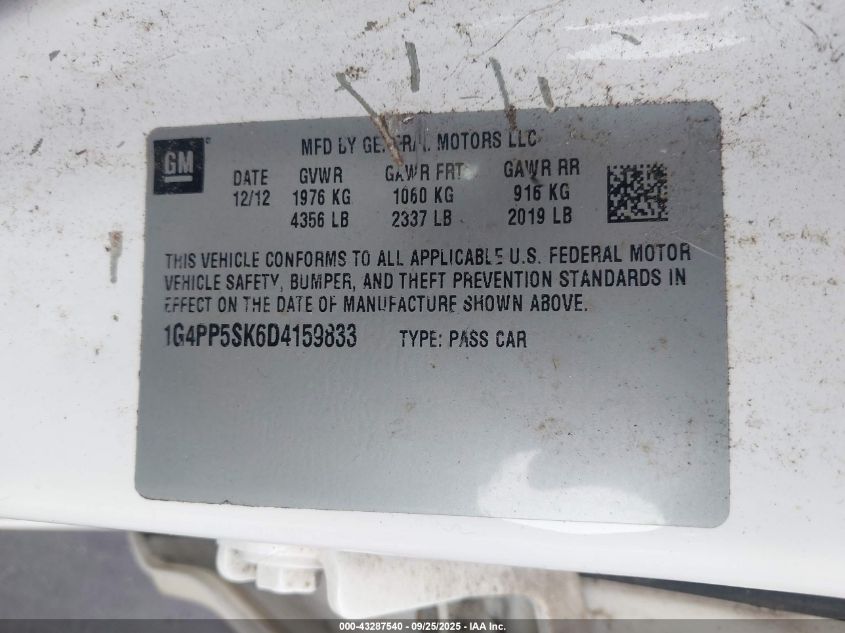 GM
MFD BY GENERAL MOTORS LLC
DATE GVWR GAWR FRT GAWR RR
12/12 1976 KG 1060 KG 916 KG
4356 LB 2337 LB 2019 LB
THIS VEHICLE CONFORMS TO ALL APPLICABLE U.S. FEDERAL MOTOR
VEHICLE SAFETY, BUMPER, AND THEFT PREVENTION STANDARDS IN
EFFECT ON THE DATE OF MANUFACTURE SHOWN ABOVE.
1G4PP5SK6D4159833 TYPE: PASS CAR
000-43287540 - 09/25/2025 - IAA Inc.